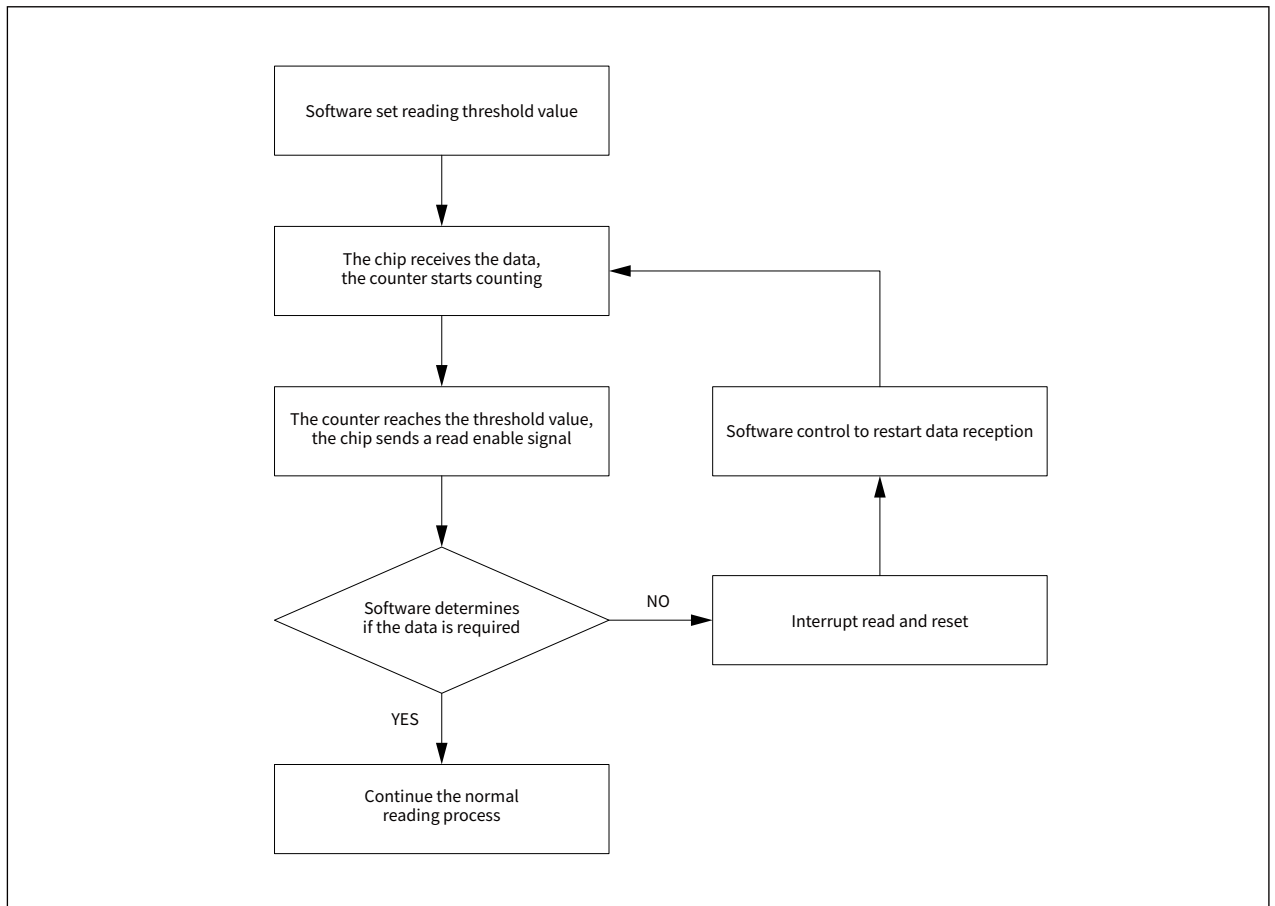 Software set reading threshold value
The chip receives the data,
the counter starts counting
The counter reaches the threshold value,
the chip sends a read enable signal
Software control to restart data reception
Software determines
if the data is required
NO
Interrupt read and reset
YES
Continue the normal
reading process